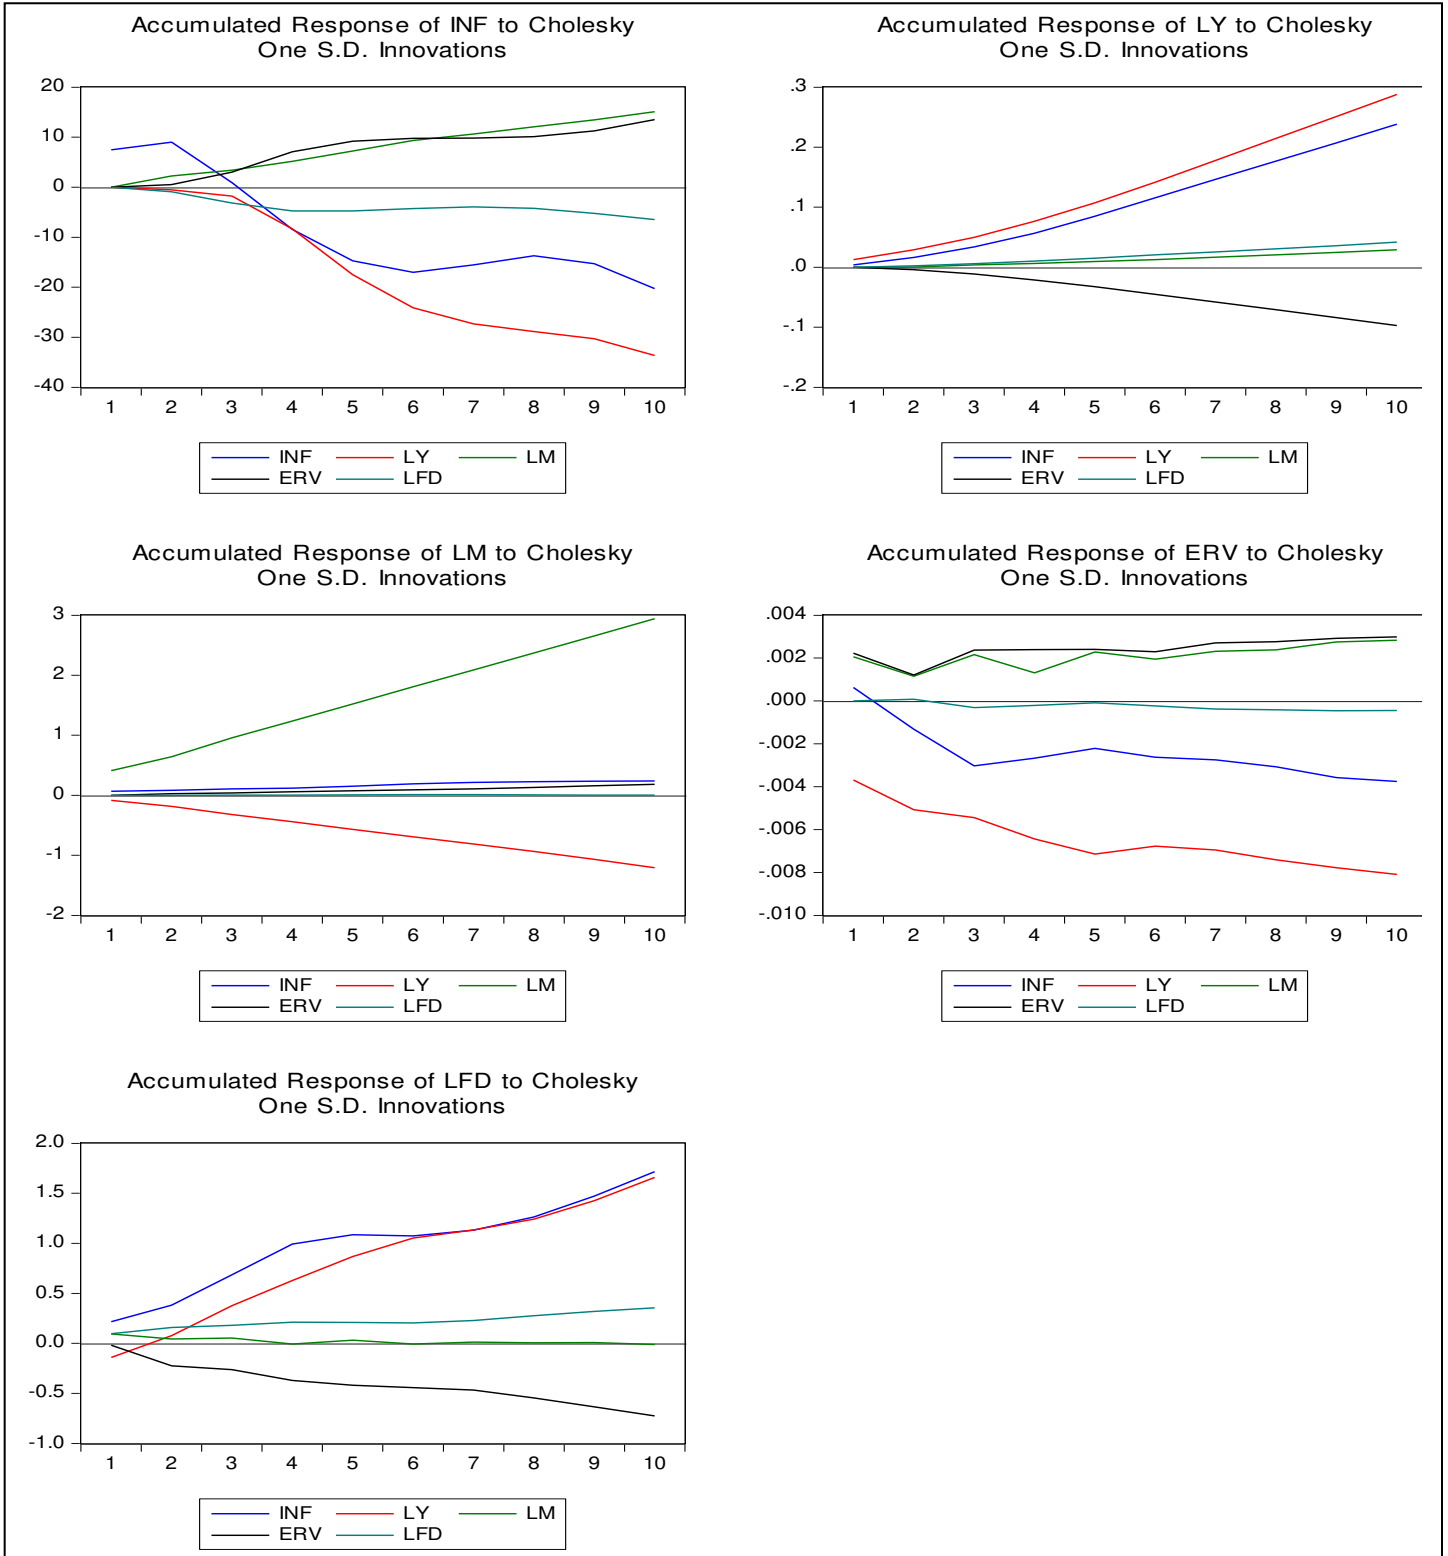 Accumulated Response of INF to Cholesky
One S.D. Innovations
20
10
0
-10
-20
-30
-40
1 2 3 4 5 6 7 8 9 10
INF LY LM
ERV LFD
Accumulated Response of LY to Cholesky
One S.D. Innovations
.3
.2
.1
.0
-.1
-.2
1 2 3 4 5 6 7 8 9 10
INF LY LM
ERV LFD
Accumulated Response of LM to Cholesky
One S.D. Innovations
3
2
1
0
-1
-2
1 2 3 4 5 6 7 8 9 10
INF LY LM
ERV LFD
Accumulated Response of ERV to Cholesky
One S.D. Innovations
.004
.002
.000
-.002
-.004
-.006
-.008
-.010
1 2 3 4 5 6 7 8 9 10
INF LY LM
ERV LFD
Accumulated Response of LFD to Cholesky
One S.D. Innovations
2.0
1.5
1.0
0.5
0.0
-0.5
-1.0
1 2 3 4 5 6 7 8 9 10
INF LY LM
ERV LFD